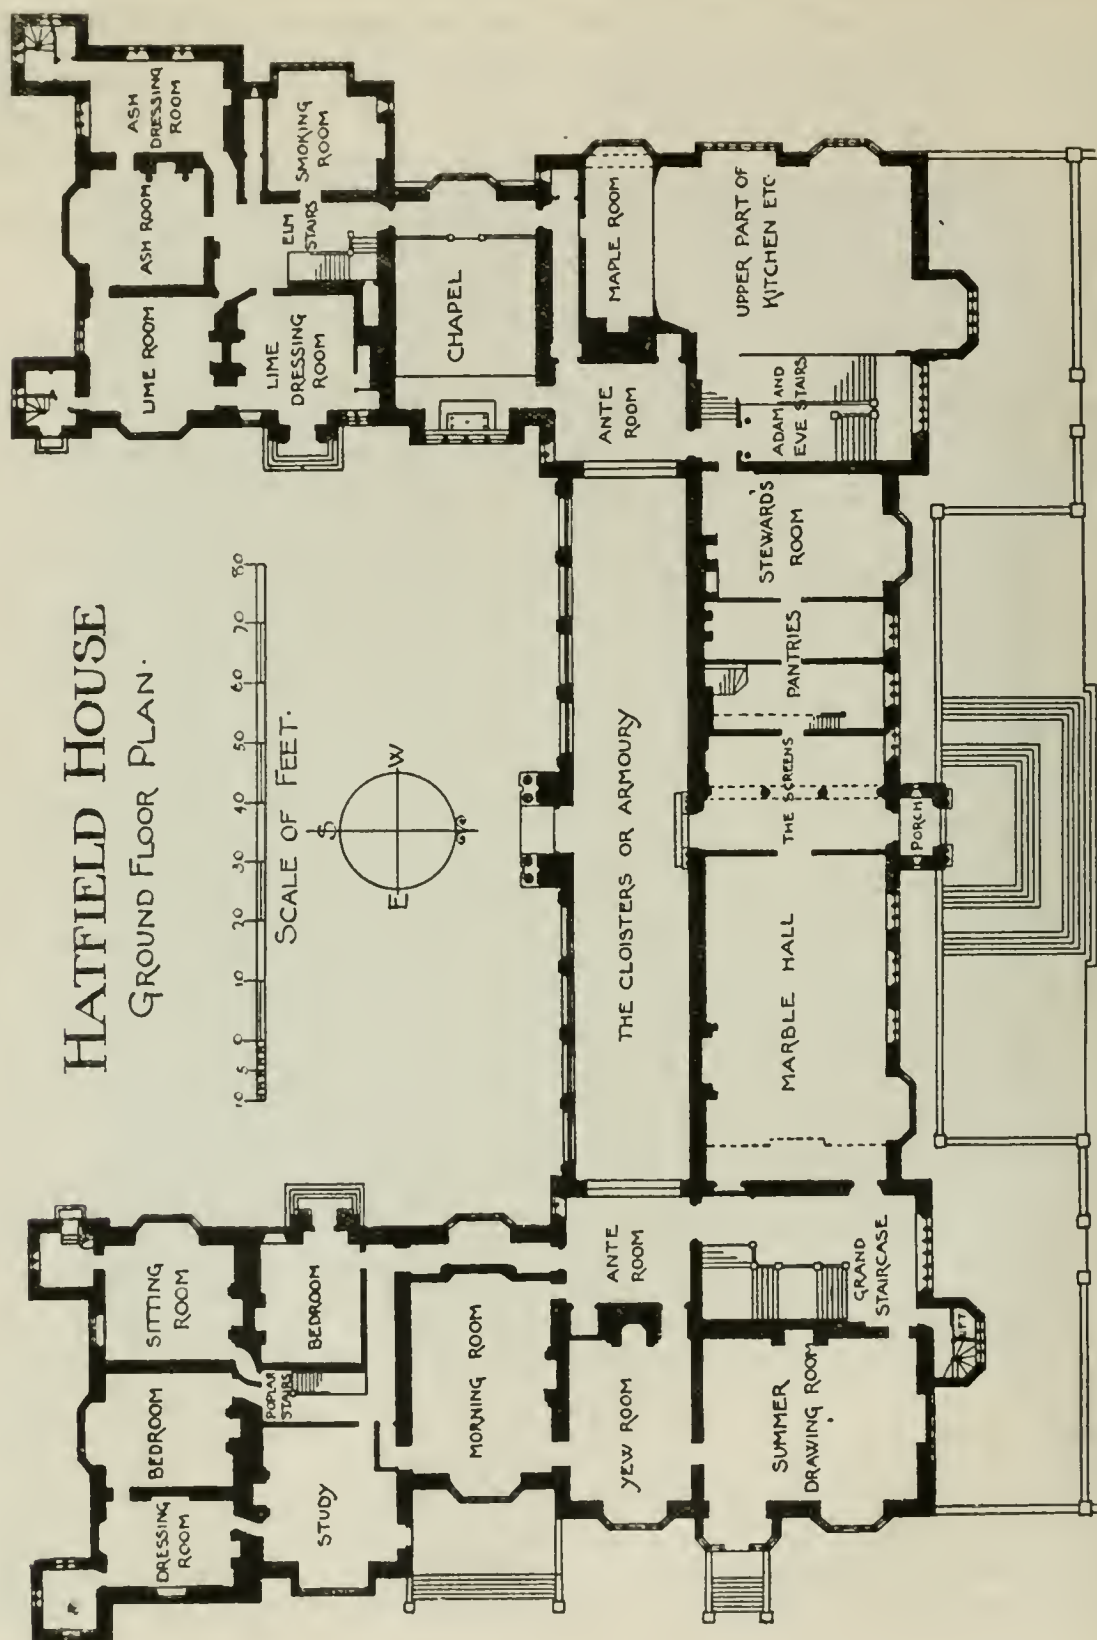 HATFIELD HOUSE
GROUND FLOOR PLAN.
10 5 0 10 20 30 40 50 60 70 80
SCALE OF FEET.
S
E W
ASH
DRESSING
ROOM
ASH ROOM
LIME ROOM
SMOKING
ROOM
ELM
STAIRS
LIME
DRESSING
ROOM
CHAPEL
MAPLE ROOM
ANTE
ROOM
UPPER PART OF
KITCHEN ETC.
ADAM AND
EVE STAIRS
STEWARD'S
ROOM
PANTRIES
THE SCREENS
PORCH
THE CLOISTERS OR ARMOURY
MARBLE HALL
SITTING
ROOM
BEDROOM
DRESSING
ROOM
BEDROOM
POPLAR
STAIRS
STUDY
MORNING ROOM
ANTE
ROOM
YEW ROOM
GRAND
STAIRCASE
LIFT
SUMMER
DRAWING ROOM